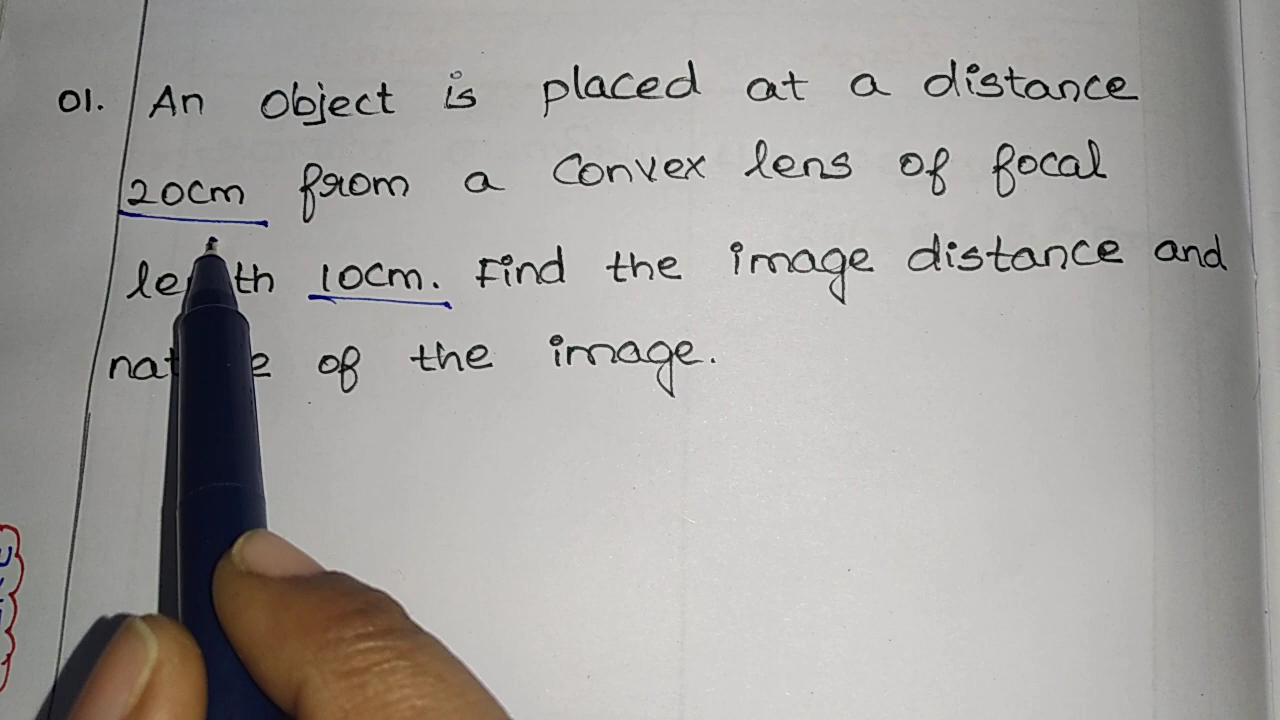 01. An object is placed at a distance
20cm from a convex lens of focal
10cm. Find the image distance and
of the image.